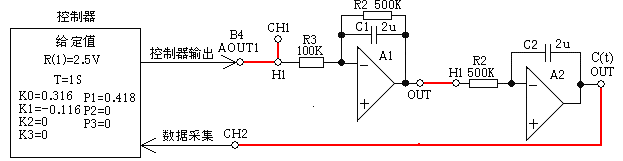 控制器
给定值
R(1)=2.5V
T=1S
K0=0.316 P1=0.418
K1=-0.116 P2=0
K2=0 P3=0
K3=0
控制器输出
B4
AOUT1
CH1
H1
R3
100K
R2 500K
C1 2u
A1
OUT
H1 R2
500K
C2 2u
A2
C(t)
OUT
数据采集 CH2